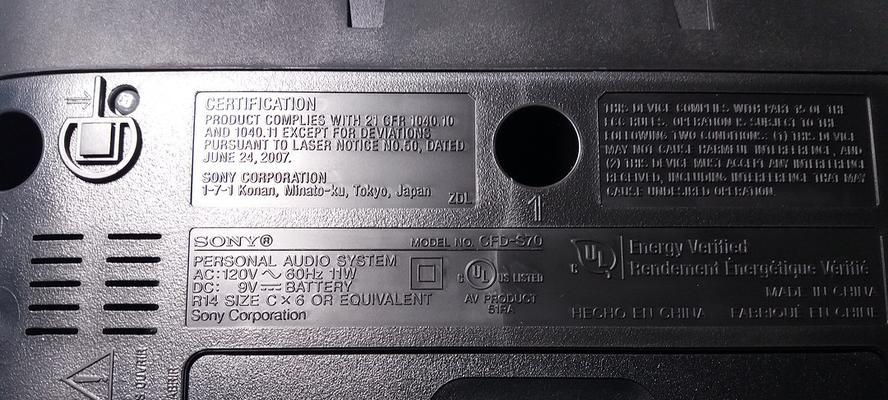 CERTIFICATION
PRODUCT COMPLIES WITH 21 CFR 1040.10
AND 1040.11 EXCEPT FOR DEVIATIONS
PURSUANT TO LASER NOTICE NO.50, DATED
JUNE 24, 2007.
SONY CORPORATION
1-7-1 Konan, Minato-ku, Tokyo, Japan
ZDL
THIS DEVICE COMPLIES WITH PART 15 OF THE
FCC RULES. OPERATION IS SUBJECT TO THE
FOLLOWING TWO CONDITIONS: (1) THIS DEVICE
MAY NOT CAUSE HARMFUL INTERFERENCE, AND
(2) THIS DEVICE MUST ACCEPT ANY INTERFERENCE
RECEIVED, INCLUDING INTERFERENCE THAT MAY
CAUSE UNDESIRED OPERATION.
SONY® MODEL NO. CFD-S70
PERSONAL AUDIO SYSTEM
AC: 120V ~ 60Hz 11W
DC: 9V ⎓ BATTERY
R14 SIZE C × 6 OR EQUIVALENT
Sony Corporation
C UL US LISTED
AV PRODUCT
51RA
C UL Energy Verified
Rendement Énergétique Vérifié
MADE IN CHINA
HECHO EN CHINA FABRIQUÉ EN CHINE
OUVRIR